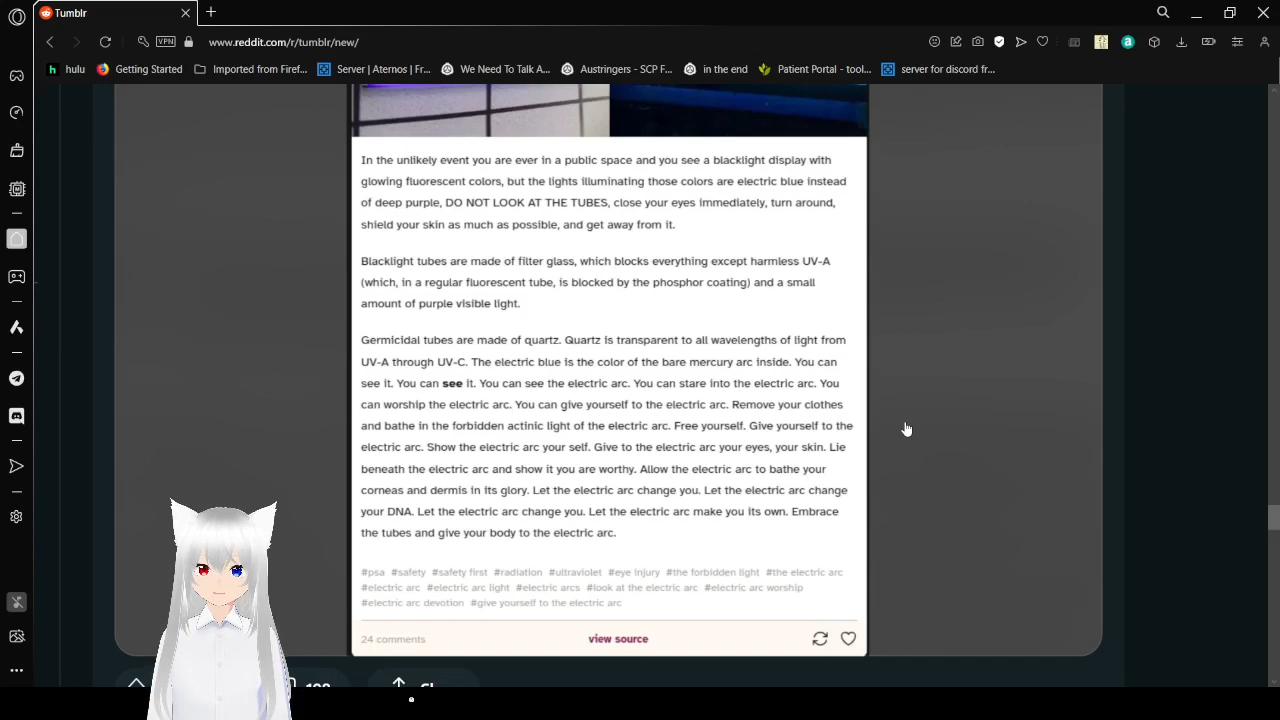 Tumblr
VPN
www.reddit.com/r/tumblr/new/
hulu
Getting Started
Imported from Firef...
Server | Aternos | Fr...
We Need To Talk A...
Austringers - SCP F...
in the end
Patient Portal - tool...
server for discord fr...
In the unlikely event you are ever in a public space and you see a blacklight display with
glowing fluorescent colors, but the lights illuminating those colors are electric blue instead
of deep purple, DO NOT LOOK AT THE TUBES, close your eyes immediately, turn around,
shield your skin as much as possible, and get away from it.
Blacklight tubes are made of filter glass, which blocks everything except harmless UV-A
(which, in a regular fluorescent tube, is blocked by the phosphor coating) and a small
amount of purple visible light.
Germicidal tubes are made of quartz. Quartz is transparent to all wavelengths of light from
UV-A through UV-C. The electric blue is the color of the bare mercury arc inside. You can
see it. You can see it. You can see the electric arc. You can stare into the electric arc. You
can worship the electric arc. You can give yourself to the electric arc. Remove your clothes
and bathe in the forbidden actinic light of the electric arc. Free yourself. Give yourself to the
electric arc. Show the electric arc your self. Give to the electric arc your eyes, your skin. Lie
beneath the electric arc and show it you are worthy. Allow the electric arc to bathe your
corneas and dermis in its glory. Let the electric arc change you. Let the electric arc change
your DNA. Let the electric arc change you. Let the electric arc make you its own. Embrace
the tubes and give your body to the electric arc.
#psa #safety #safety first #radiation #ultraviolet #eye injury #the forbidden light #the electric arc
#electric arc #electric arc light #electric arcs #look at the electric arc #electric arc worship
#electric arc devotion #give yourself to the electric arc
24 comments
view source